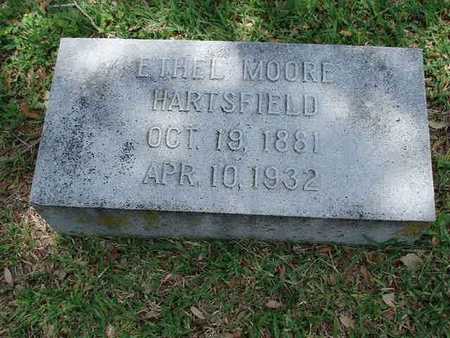 ETHEL MOORE
HARTSFIELD
OCT. 19, 1881
APR. 10, 1932